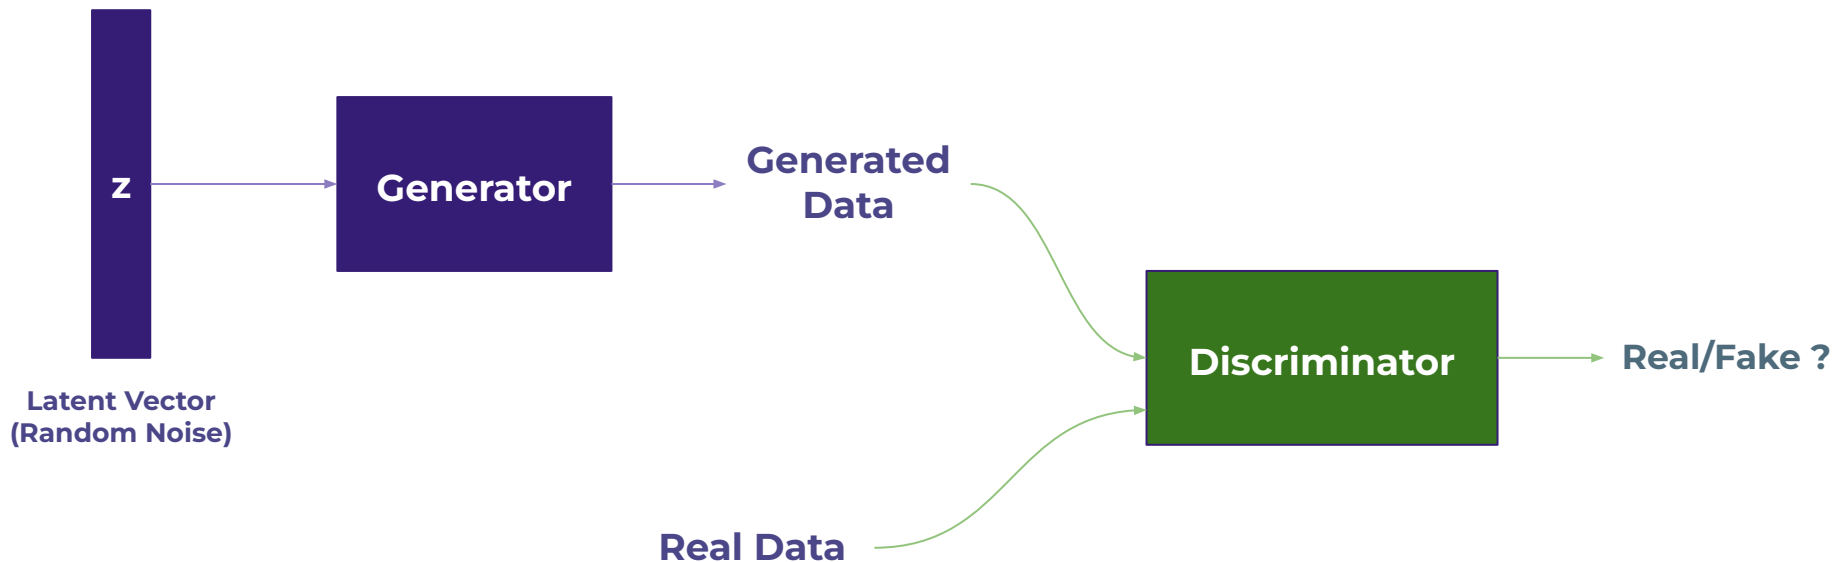 z
Latent Vector
(Random Noise)
Generator
Generated
Data
Real Data
Discriminator
Real/Fake ?